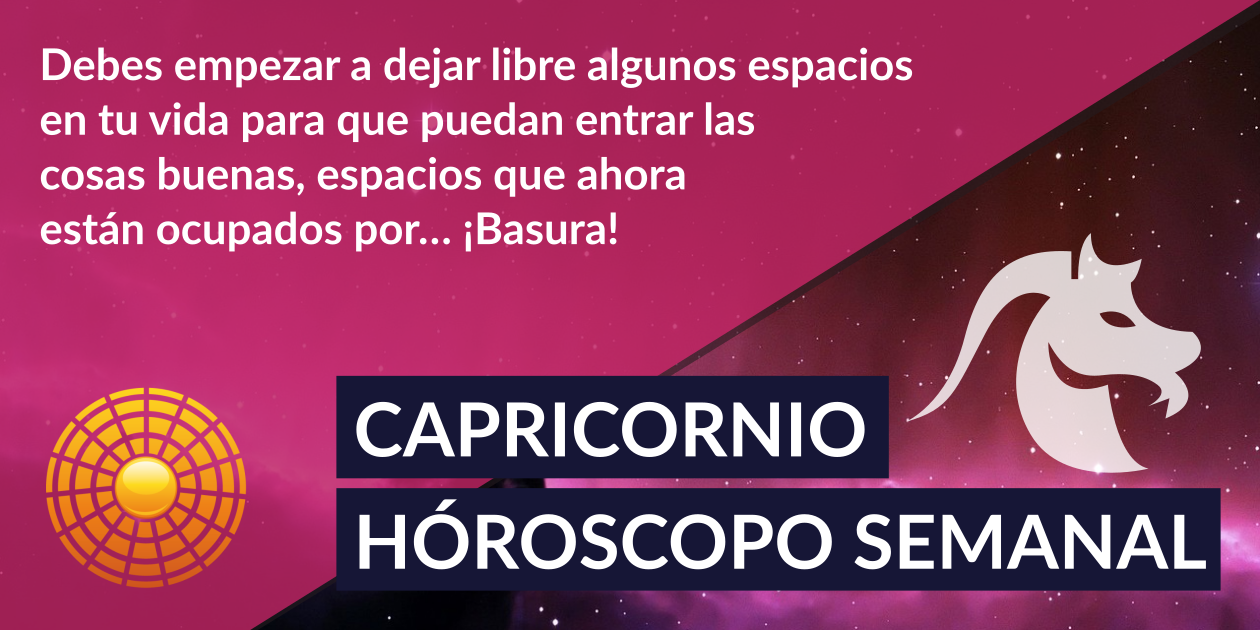 Debes empezar a dejar libre algunos espacios
en tu vida para que puedan entrar las
cosas buenas, espacios que ahora
están ocupados por... ¡Basura!
CAPRICORNIO
HÓROSCOPO SEMANAL